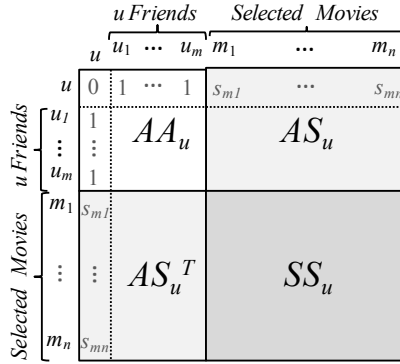 u Friends Selected Movies
u u₁ ··· uₘ m₁ ··· mₙ
u 0 1 ··· 1 sₘ₁ ··· sₘₙ
u Friends
u₁ 1
AAᵤ ASᵤ
··· ⋮
uₘ 1
Selected Movies
m₁ sₘ₁
··· ⋮
ASᵤᵀ SSᵤ
mₙ sₘₙ